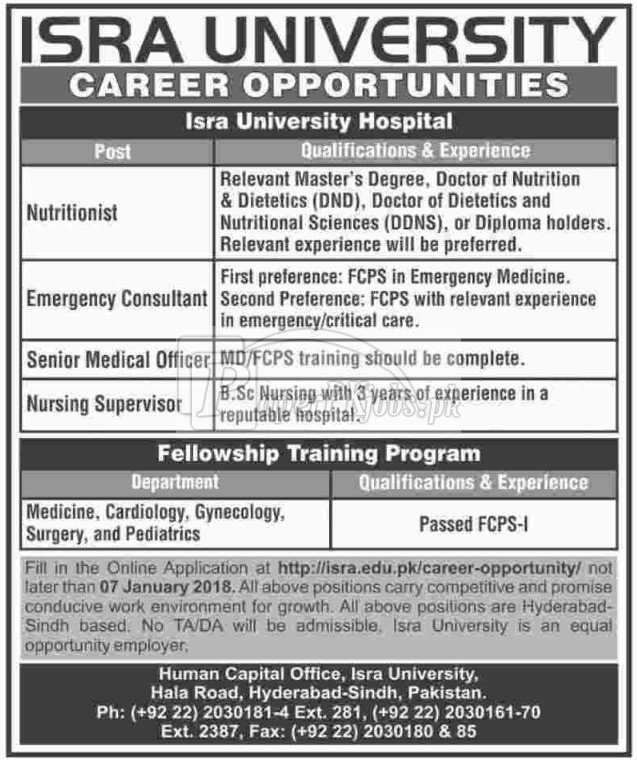 ISRA UNIVERSITY
CAREER OPPORTUNITIES
Isra University Hospital
Post
Qualifications & Experience
Nutritionist
Relevant Master's Degree, Doctor of Nutrition
& Dietetics (DND), Doctor of Dietetics and
Nutritional Sciences (DDNS), or Diploma holders.
Relevant experience will be preferred.
Emergency Consultant
First preference: FCPS in Emergency Medicine.
Second Preference: FCPS with relevant experience
in emergency/critical care.
Senior Medical Officer
MD/FCPS training should be complete.
Nursing Supervisor
B.Sc Nursing with 3 years of experience in a
reputable hospital.
Fellowship Training Program
Department
Qualifications & Experience
Medicine, Cardiology, Gynecology,
Surgery, and Pediatrics
Passed FCPS-I
Fill in the Online Application at http://isra.edu.pk/career-opportunity/ not
later than 07 January 2018. All above positions carry competitive and promise
conducive work environment for growth. All above positions are Hyderabad-
Sindh based. No TA/DA will be admissible. Isra University is an equal
opportunity employer.
Human Capital Office, Isra University,
Hala Road, Hyderabad-Sindh, Pakistan.
Ph: (+92 22) 2030181-4 Ext. 281, (+92 22) 2030161-70
Ext. 2387, Fax: (+92 22) 2030180 & 85